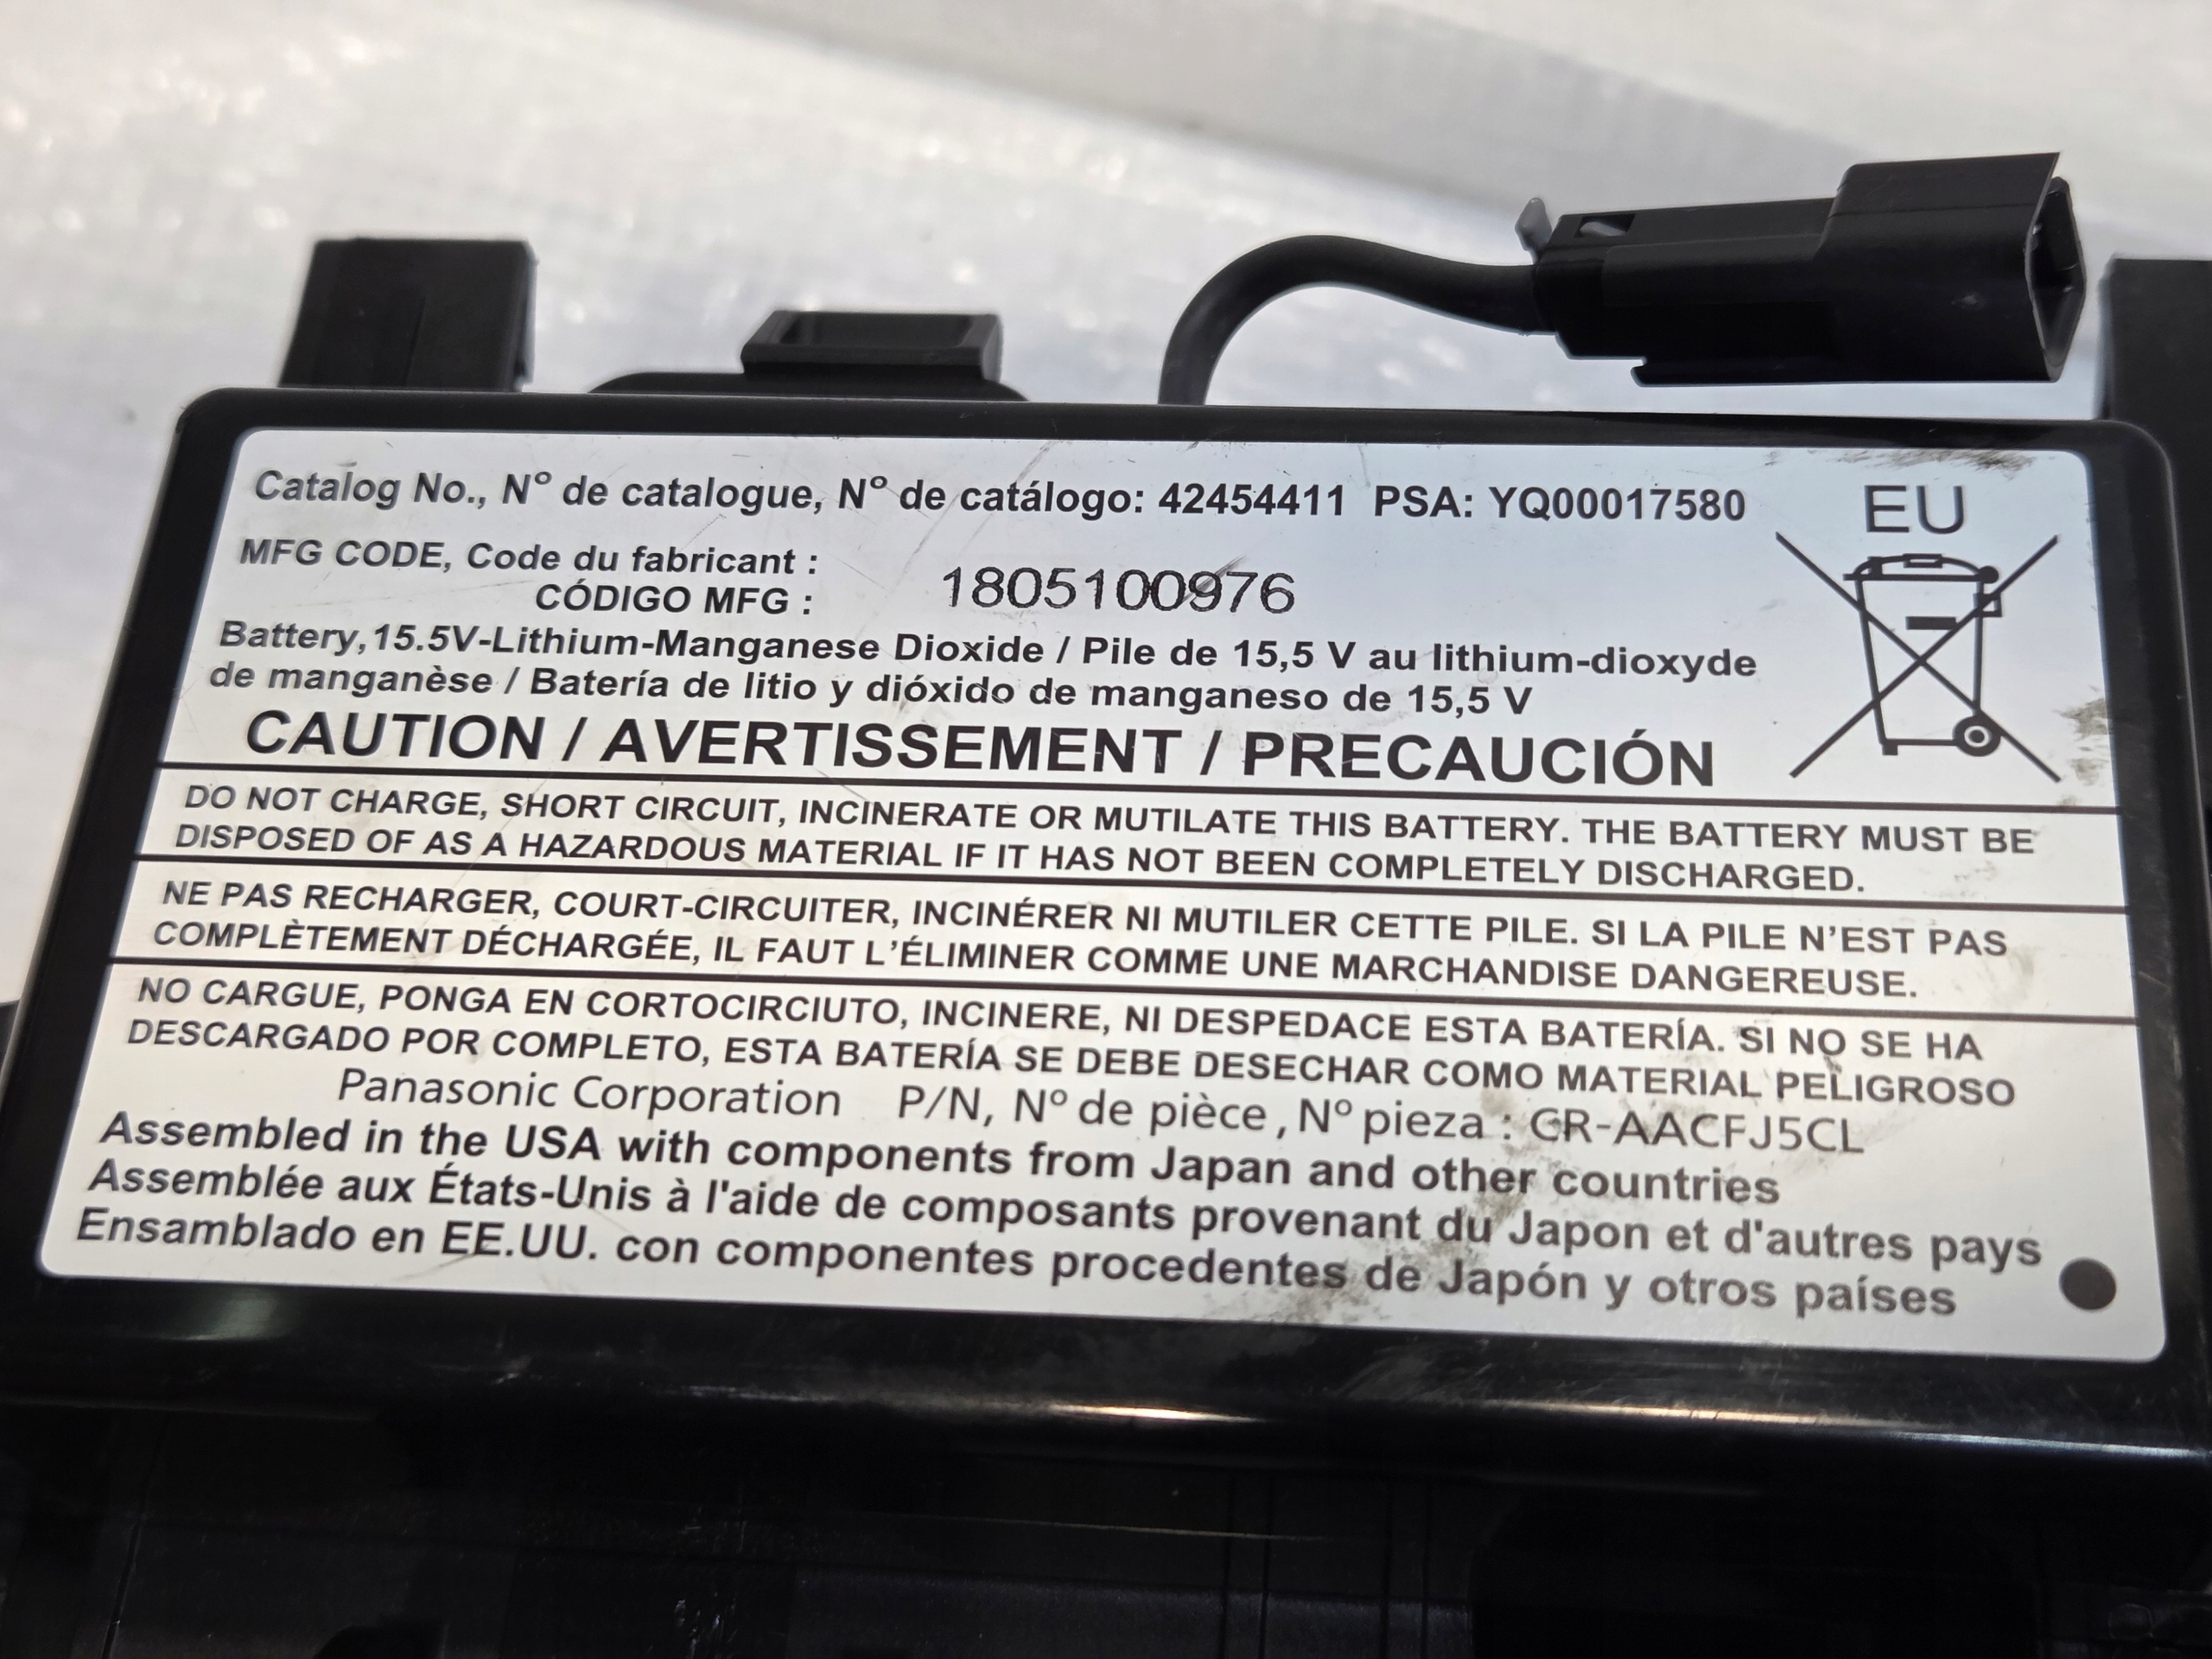 Catalog No., N° de catalogue, N° de catálogo: 42454411 PSA: YQ00017580
EU
MFG CODE, Code du fabricant :
CÓDIGO MFG : 1805100976
Battery, 15.5V-Lithium-Manganese Dioxide / Pile de 15,5 V au lithium-dioxyde
de manganèse / Batería de litio y dióxido de manganeso de 15,5 V
CAUTION / AVERTISSEMENT / PRECAUCIÓN
DO NOT CHARGE, SHORT CIRCUIT, INCINERATE OR MUTILATE THIS BATTERY. THE BATTERY MUST BE
DISPOSED OF AS A HAZARDOUS MATERIAL IF IT HAS NOT BEEN COMPLETELY DISCHARGED.
NE PAS RECHARGER, COURT-CIRCUITER, INCINÉRER NI MUTILER CETTE PILE. SI LA PILE N'EST PAS
COMPLÈTEMENT DÉCHARGÉE, IL FAUT L'ÉLIMINER COMME UNE MARCHANDISE DANGEREUSE.
NO CARGUE, PONGA EN CORTOCIRCIUTO, INCINERE, NI DESPEDACE ESTA BATERÍA. SI NO SE HA
DESCARGADO POR COMPLETO, ESTA BATERÍA SE DEBE DESECHAR COMO MATERIAL PELIGROSO
Panasonic Corporation P/N, N° de pièce, N° pieza : CR-AACFJ5CL
Assembled in the USA with components from Japan and other countries
Assemblée aux États-Unis à l'aide de composants provenant du Japon et d'autres pays
Ensamblado en EE.UU. con componentes procedentes de Japón y otros países